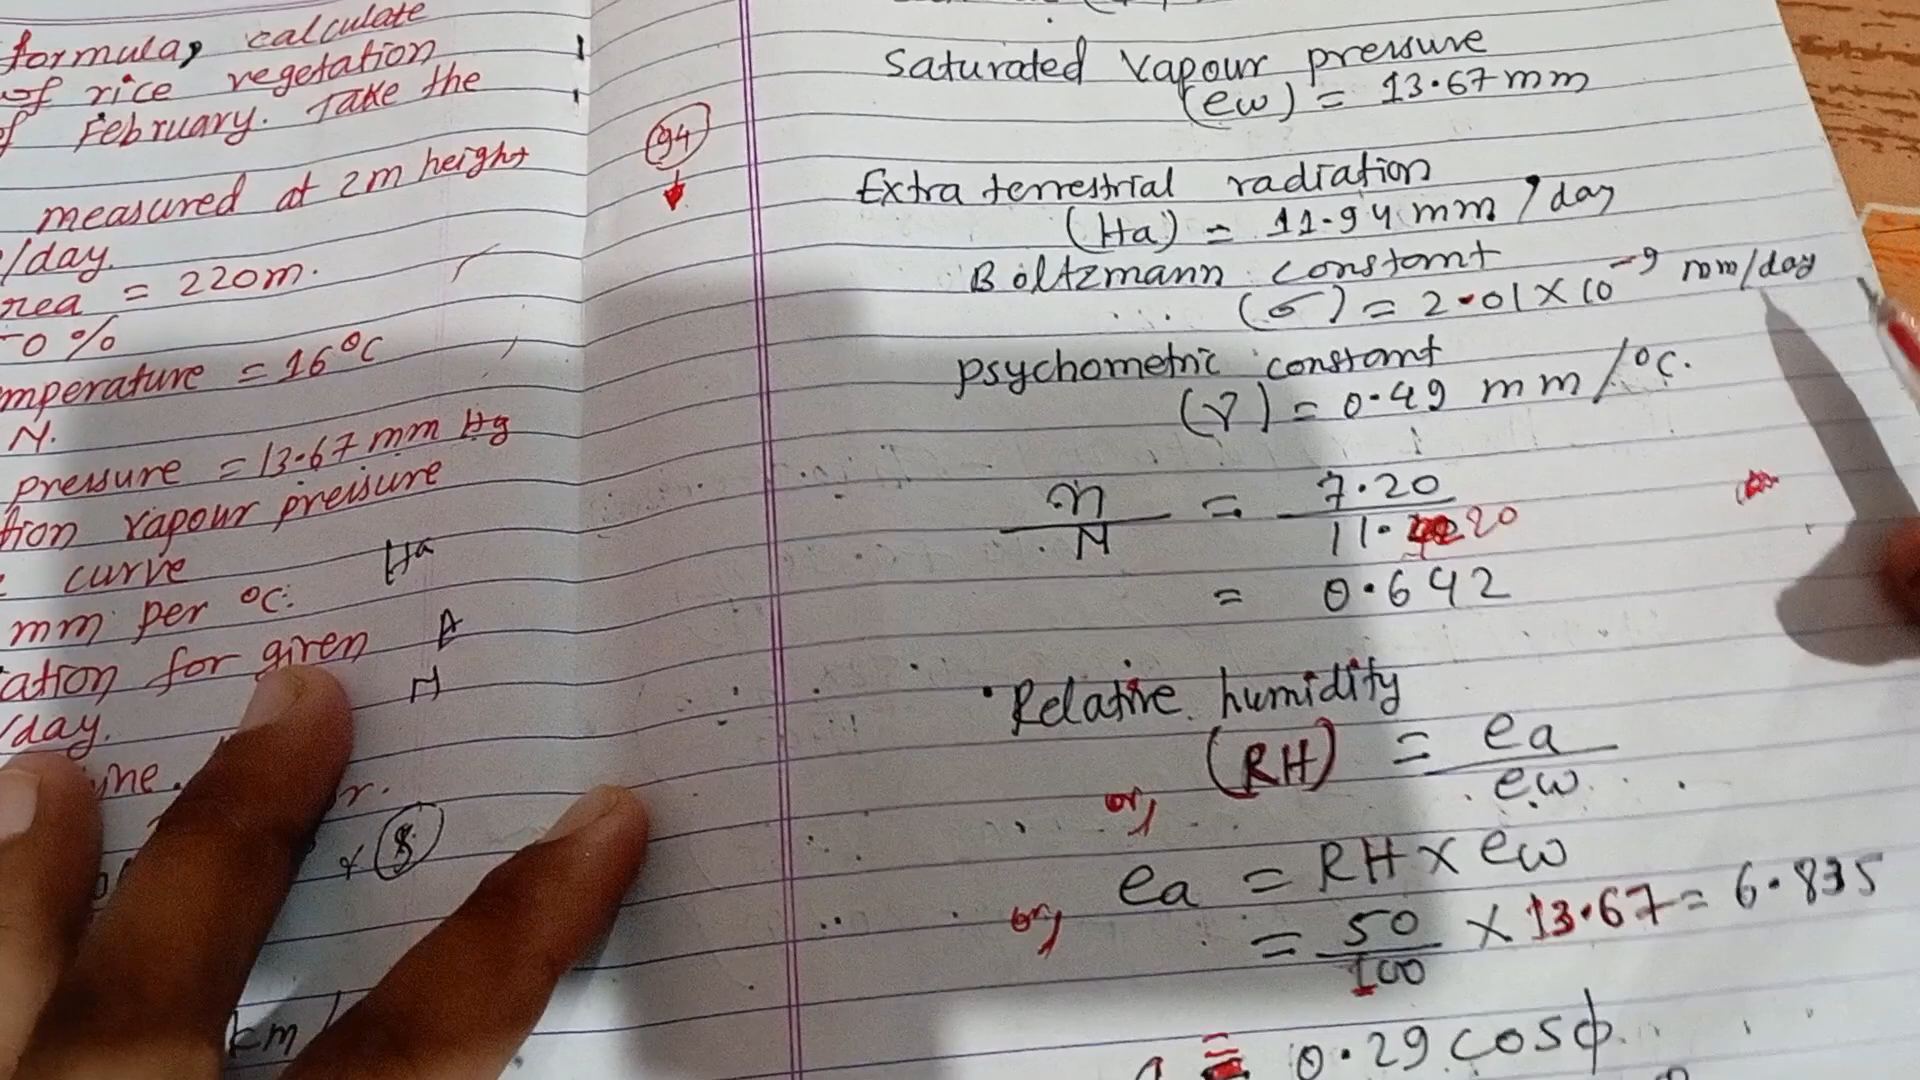 formula, calculate
of rice vegetation
of February. Take the
measured at 2m height
/day.
rea = 220m.
0%
mperature = 16°C
N.
pressure = 13.67 mm Hg
tion vapour pressure
curve
Ha
mm per °C.
ation for given
A
N
/day.
r.
8
km/
94
Saturated vapour pressure
(ew) = 13.67 mm
Extra terrestrial radiation
(Ha) = 11.94 mm / day
Boltzmann constant
(σ) = 2.01 X 10⁻⁹ mm/day
psychometric constant
(γ) = 0.49 mm/°C.
n/N = 7.20/11.20
= 0.642
Relative humidity
(RH) = ea/ew
or, ea = RH x ew
or, = 50/100 x 13.67 = 6.835
= 0.29 cosϕ